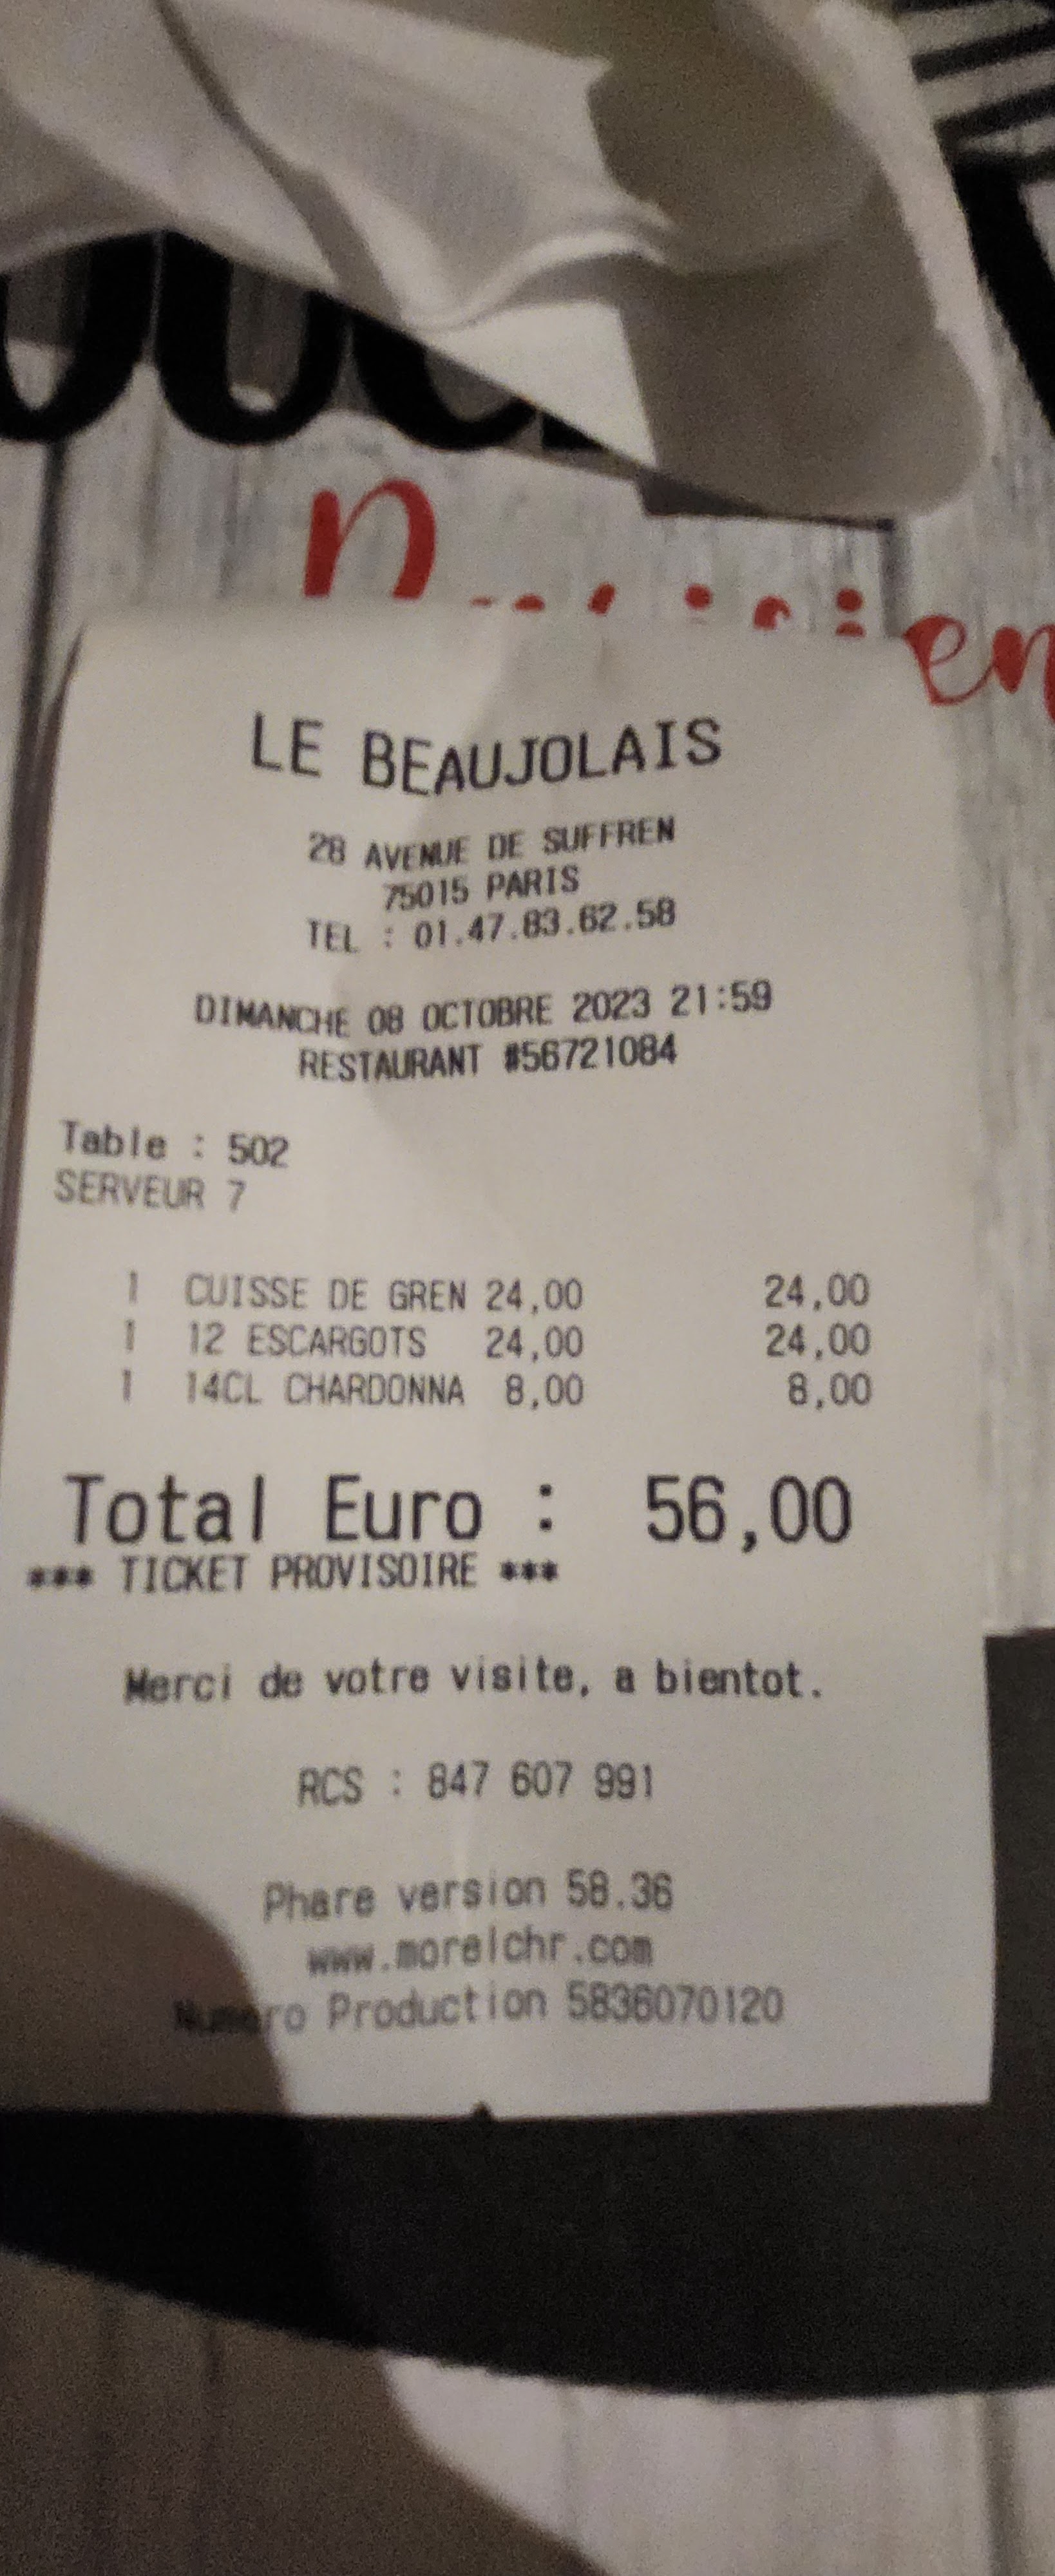 LE BEAUJOLAIS
28 AVENUE DE SUFFREN
75015 PARIS
TEL : 01.47.83.62.58
DIMANCHE 08 OCTOBRE 2023 21:59
RESTAURANT #56721084
Table : 502
SERVEUR 7
1 CUISSE DE GREN 24,00 24,00
1 12 ESCARGOTS 24,00 24,00
1 14CL CHARDONNA 8,00 8,00
Total Euro : 56,00
*** TICKET PROVISOIRE ***
Merci de votre visite, a bientot.
RCS : 847 607 991
Phare version 58.36
www.morelchr.com
Numero Production 5836070120